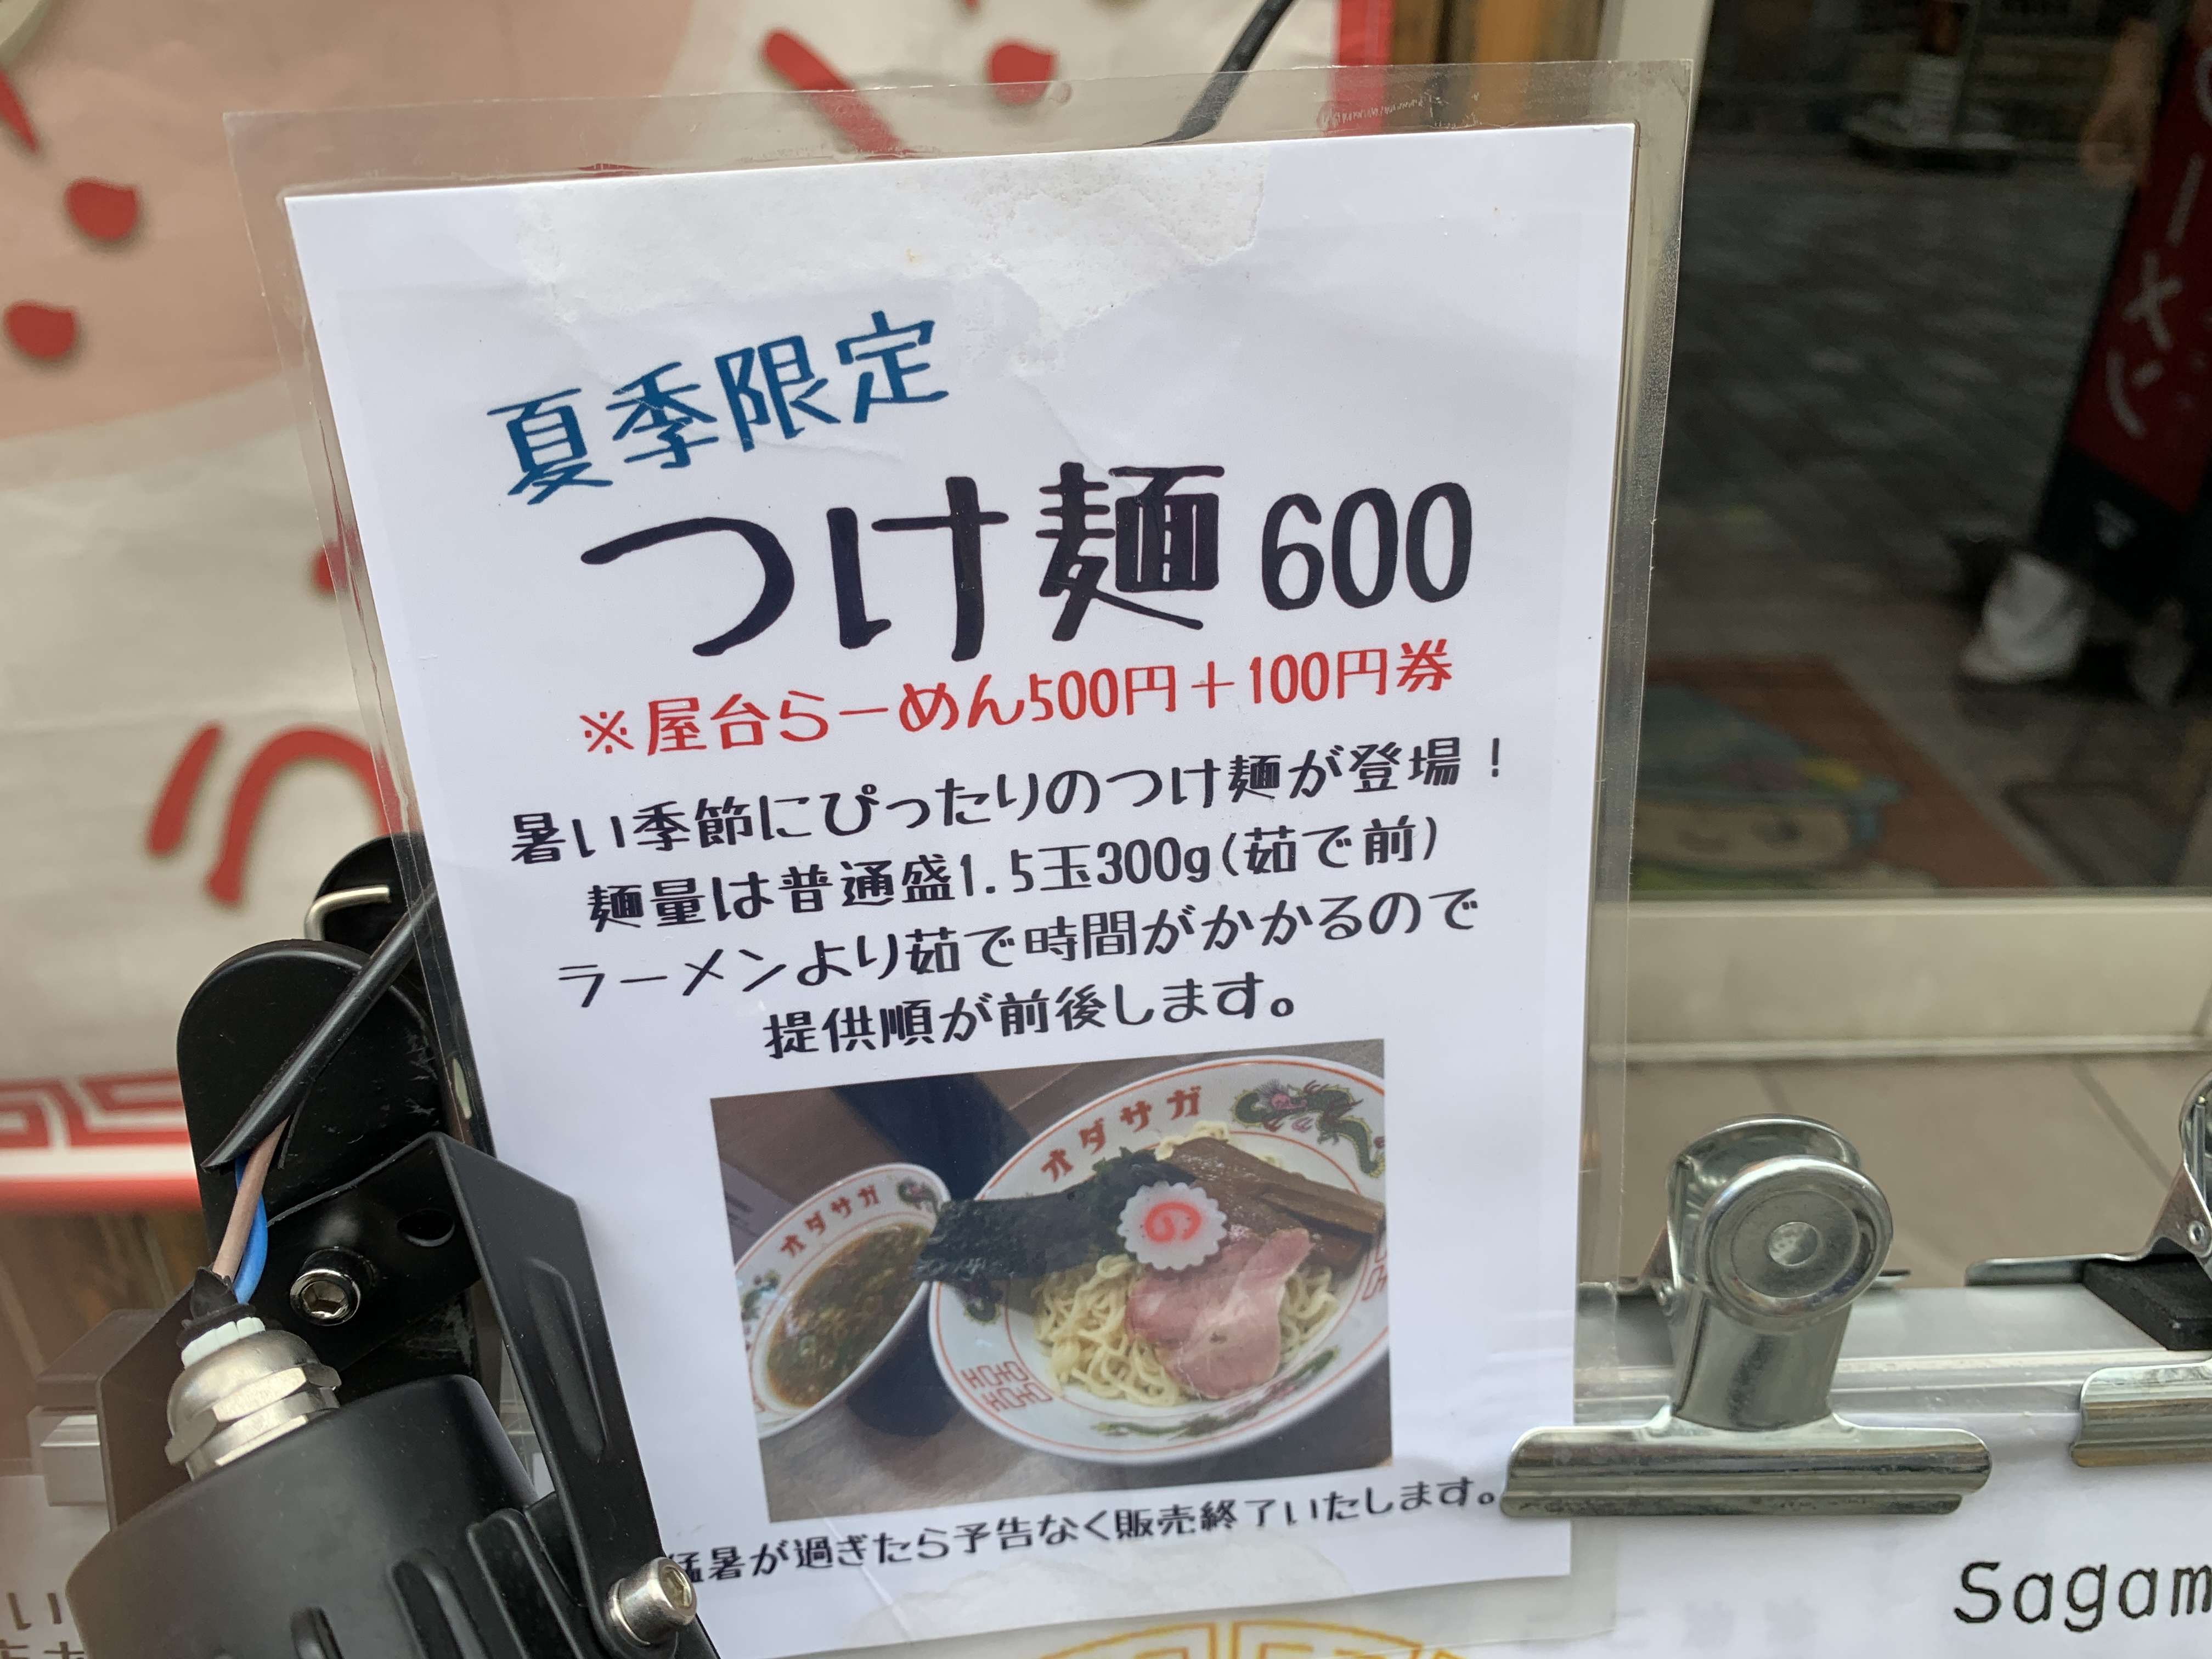 夏季限定
つけ麺 600
※屋台らーめん500円＋100円券
暑い季節にぴったりのつけ麺が登場！
麺量は普通盛1.5玉300g(茹で前)
ラーメンより茹で時間がかかるので
提供順が前後します。
オダサガ
オダサガ
猛暑が過ぎたら予告なく販売終了いたします。
Sagam